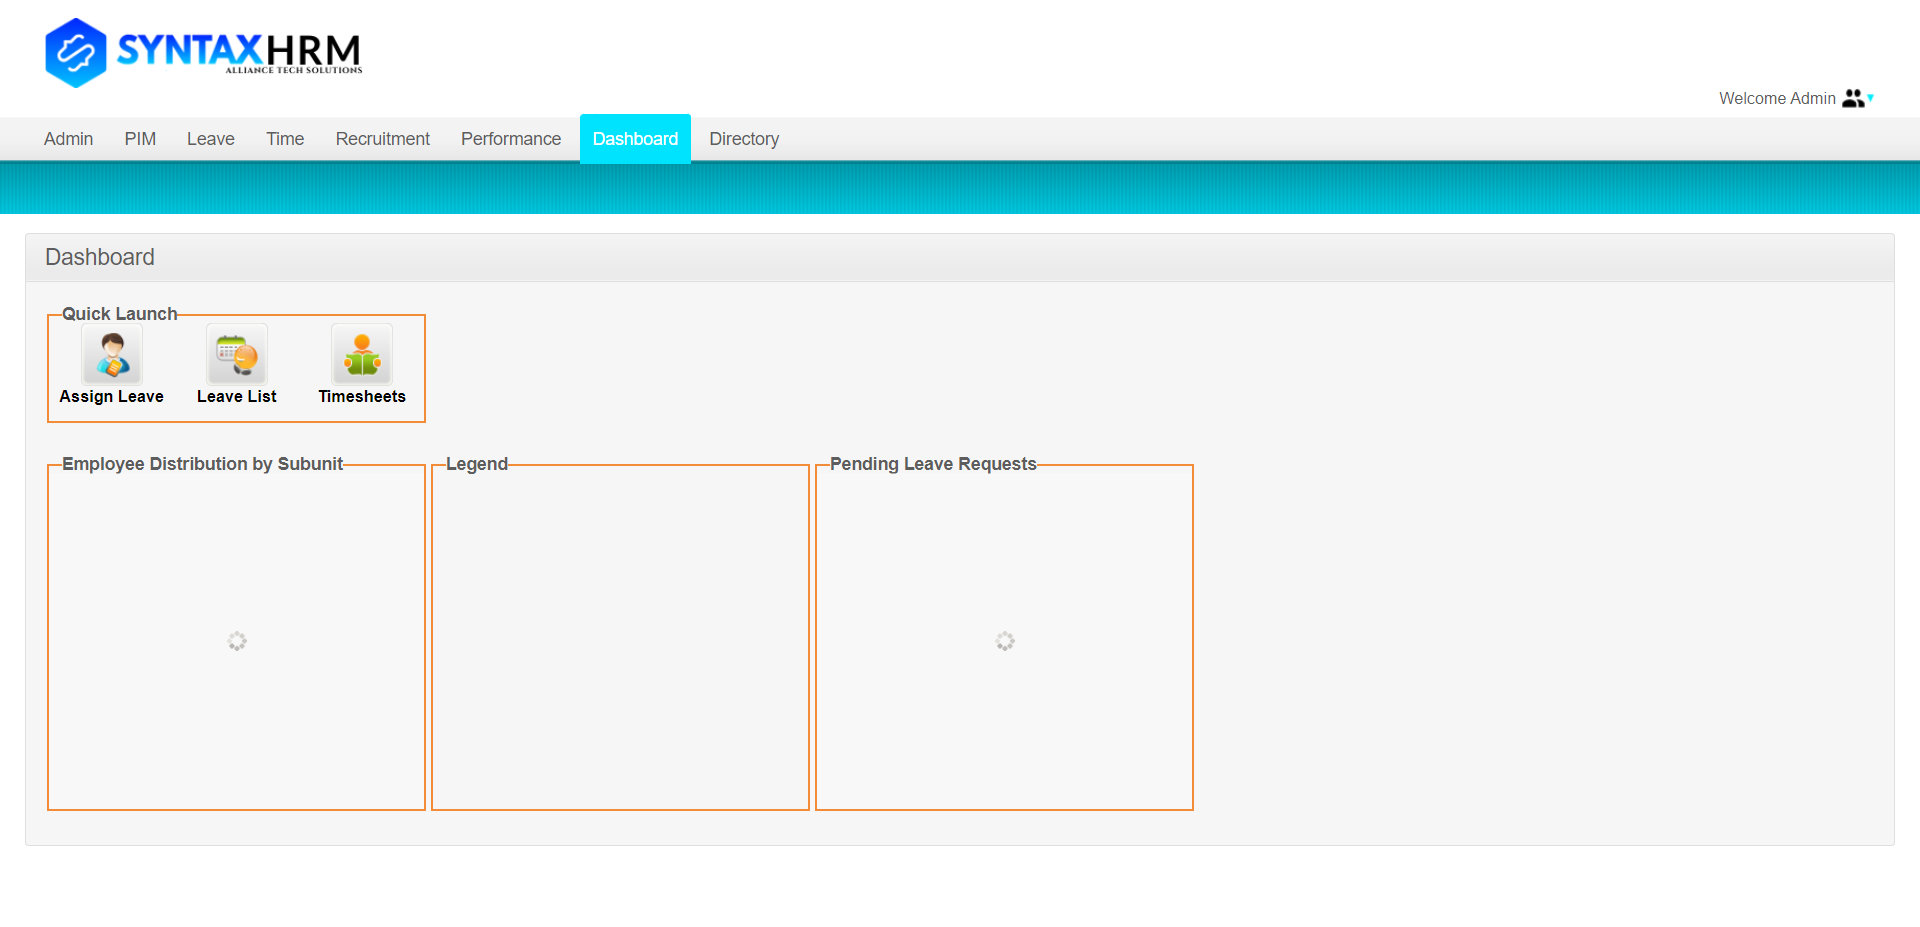 SYNTAXHRM
ALLIANCE TECH SOLUTIONS
Welcome Admin
Admin PIM Leave Time Recruitment Performance Dashboard Directory
Dashboard
Quick Launch
Assign Leave Leave List Timesheets
Employee Distribution by Subunit Legend Pending Leave Requests